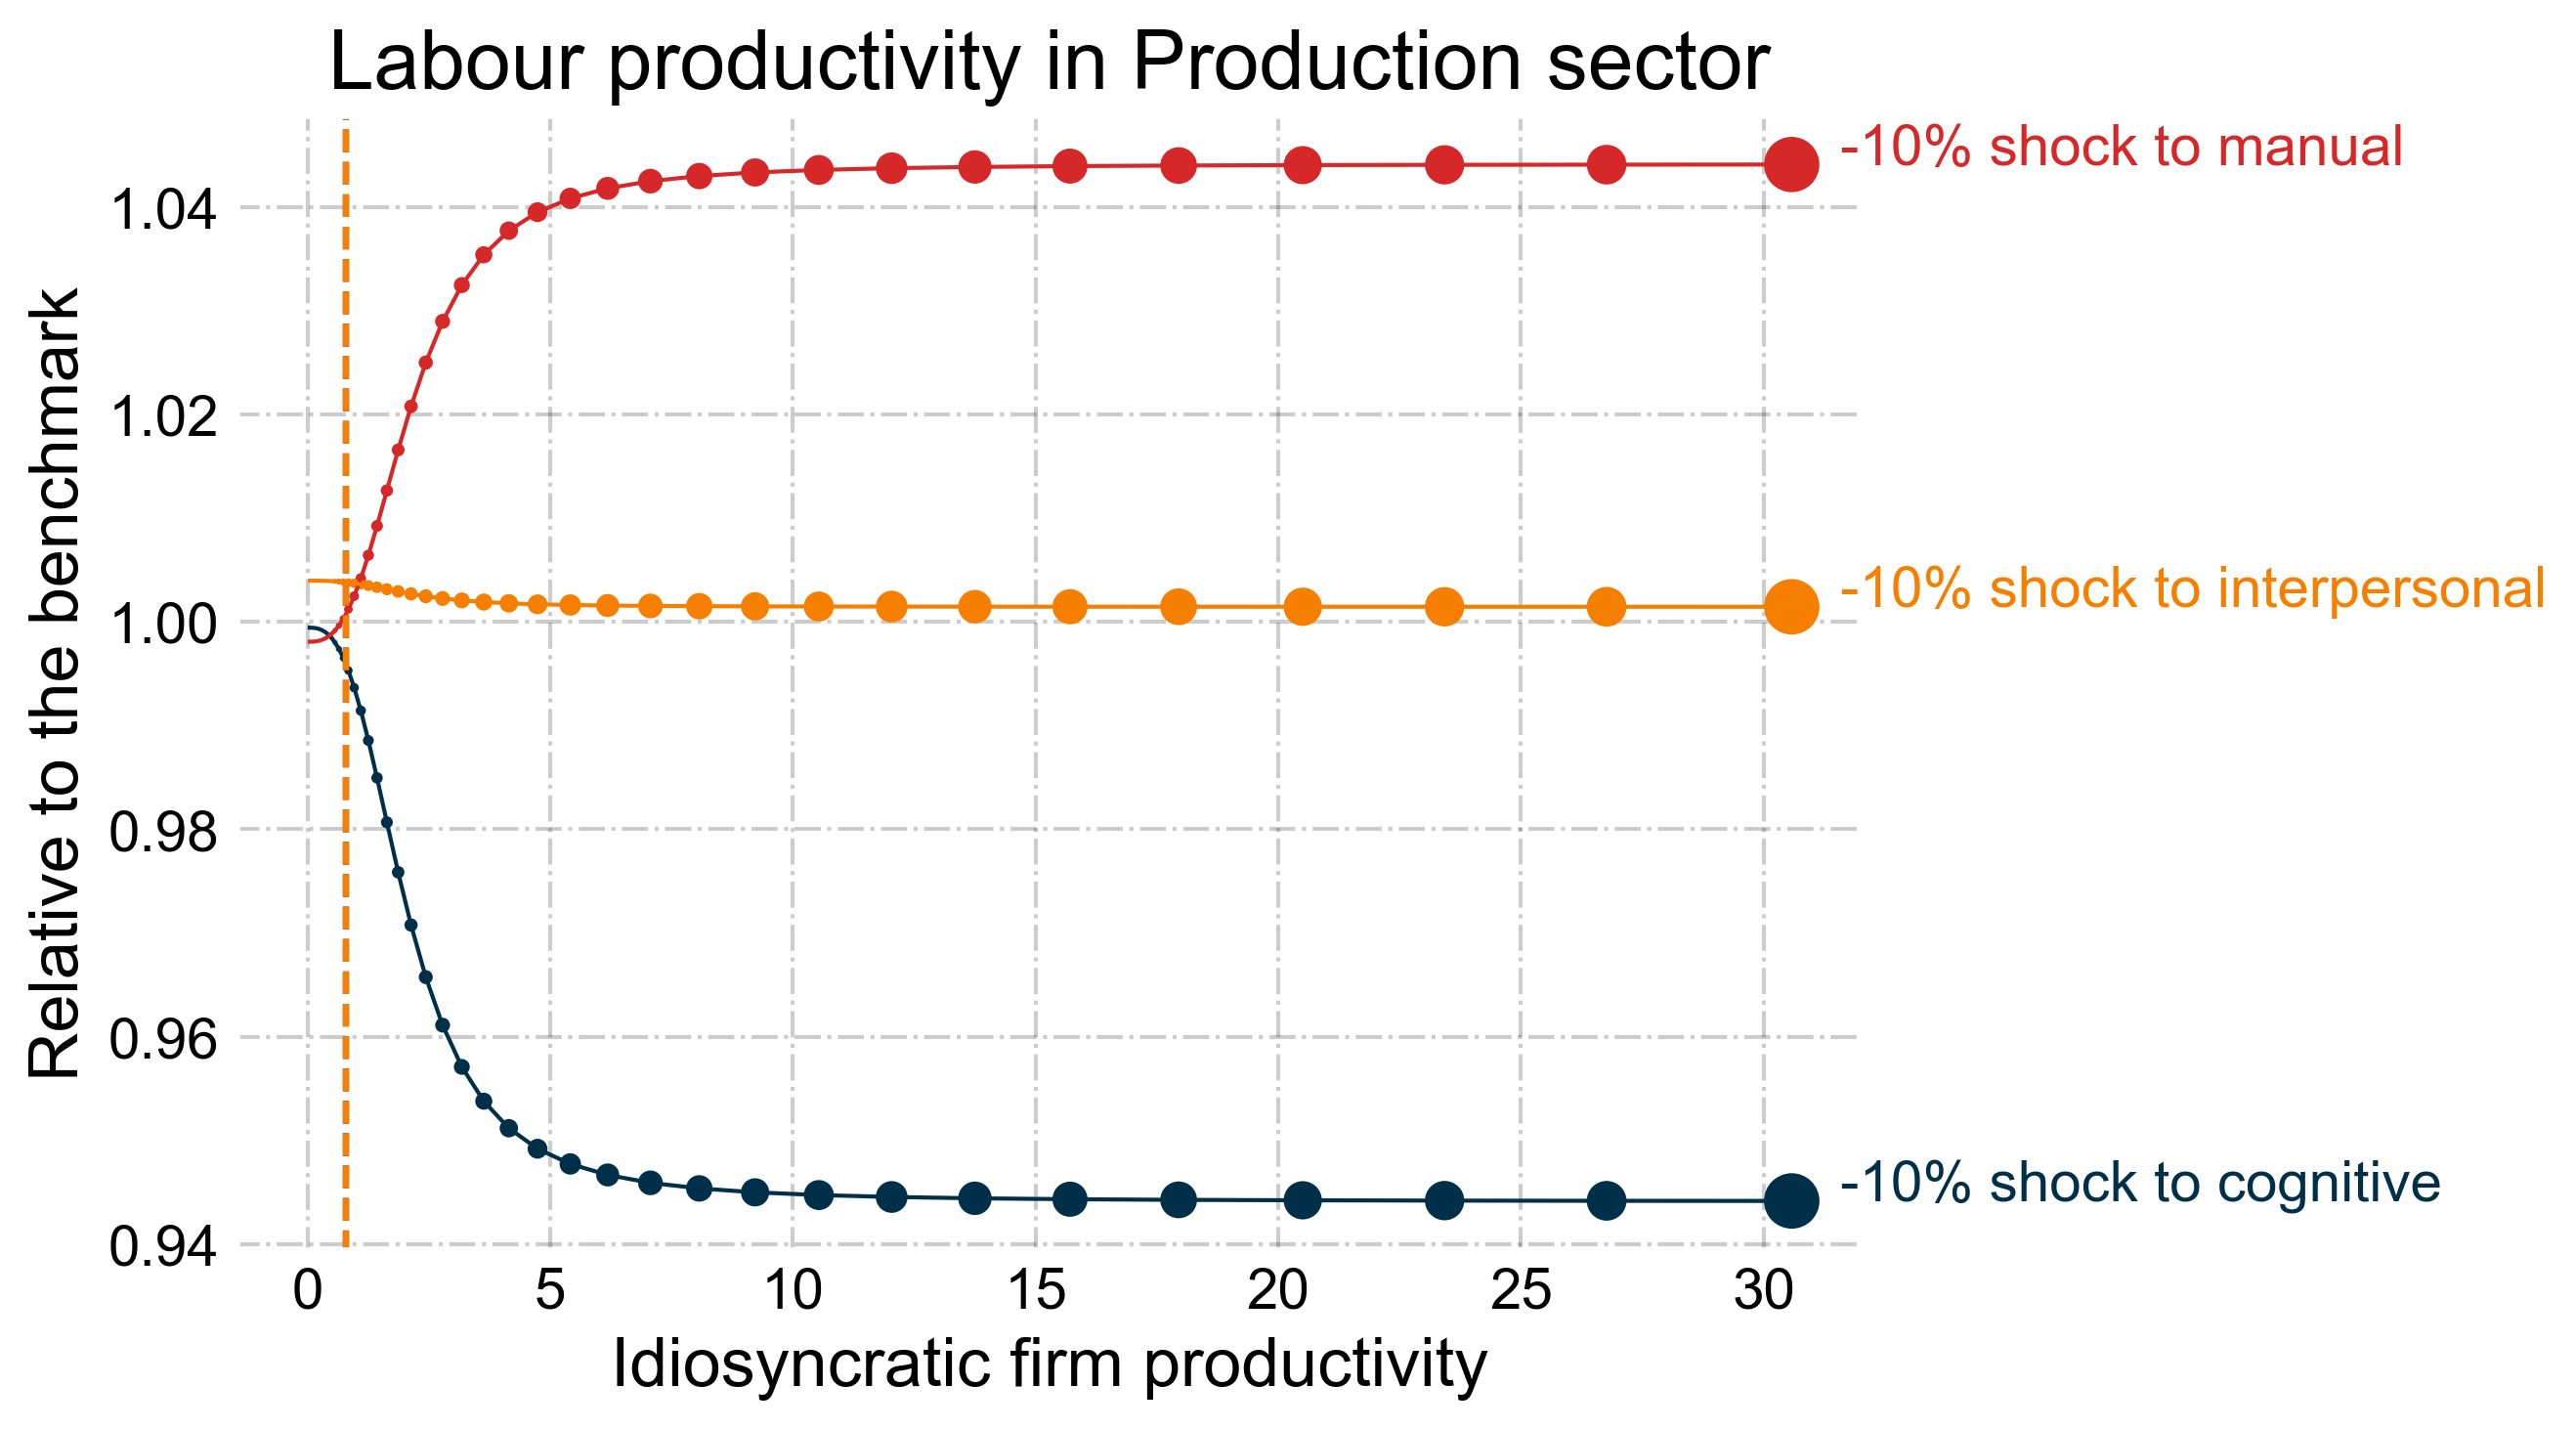 Labour productivity in Production sector
Relative to the benchmark
1.04
1.02
1.00
0.98
0.96
0.94
0 5 10 15 20 25 30
Idiosyncratic firm productivity
-10% shock to manual
-10% shock to interpersonal
-10% shock to cognitive